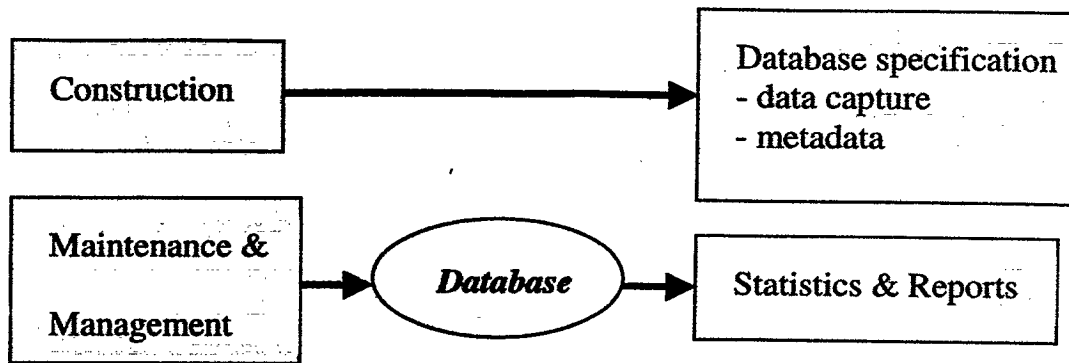 Construction
Database specification
- data capture
- metadata
Maintenance &
Management
Database
Statistics & Reports